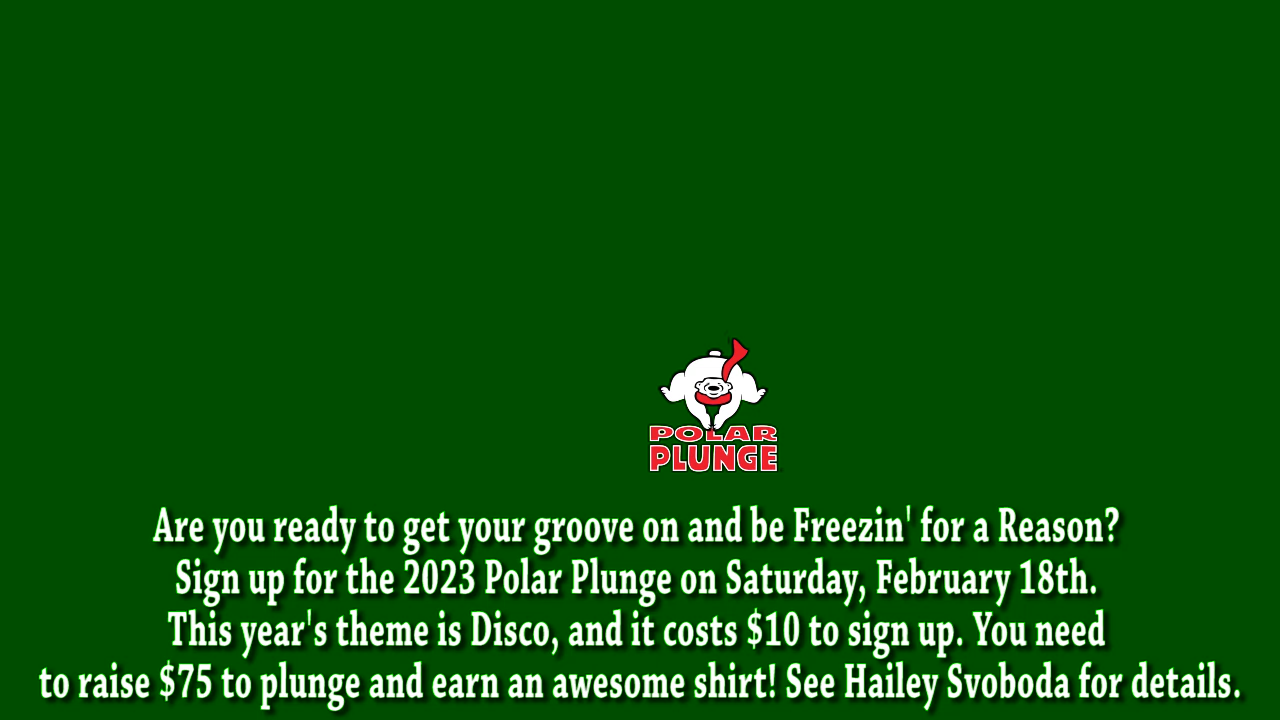 POLAR
PLUNGE
Are you ready to get your groove on and be Freezin' for a Reason?
Sign up for the 2023 Polar Plunge on Saturday, February 18th.
This year's theme is Disco, and it costs $10 to sign up. You need
to raise $75 to plunge and earn an awesome shirt! See Hailey Svoboda for details.